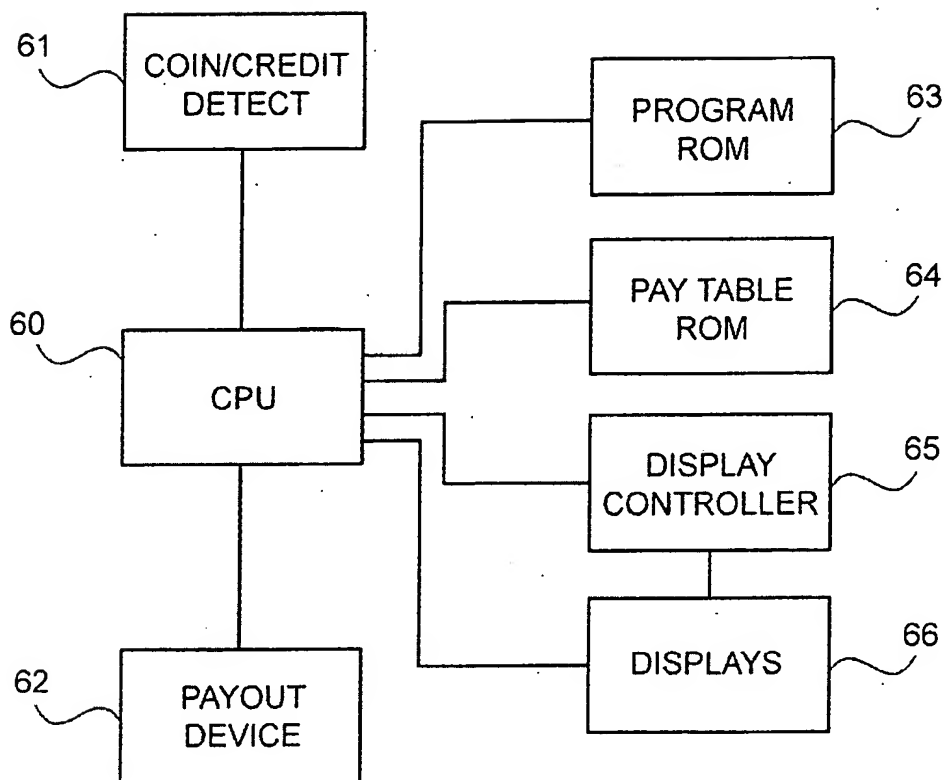 61
COIN/CREDIT
DETECT
63
PROGRAM
ROM
64
PAY TABLE
ROM
60
CPU
65
DISPLAY
CONTROLLER
66
DISPLAYS
62
PAYOUT
DEVICE